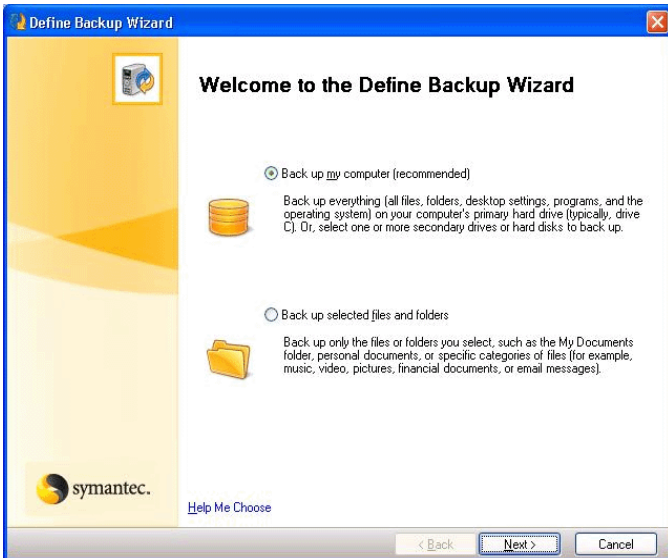 Define Backup Wizard
Welcome to the Define Backup Wizard
Back up my computer (recommended)
Back up everything (all files, folders, desktop settings, programs, and the
operating system) on your computer's primary hard drive (typically, drive
C). Or, select one or more secondary drives or hard disks to back up.
Back up selected files and folders
Back up only the files or folders you select, such as the My Documents
folder, personal documents, or specific categories of files (for example,
music, video, pictures, financial documents, or email messages).
symantec.
Help Me Choose
< Back Next > Cancel